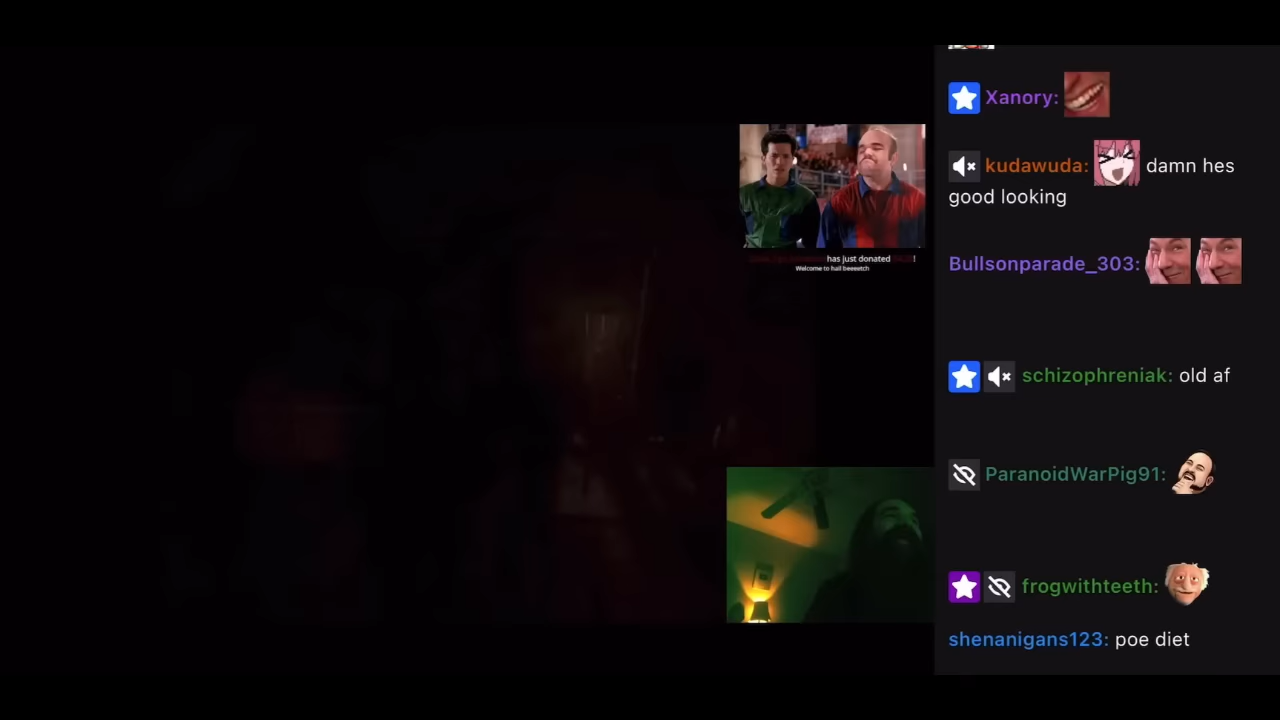 has just donated !
Welcome to hail beeeetch
Xanory:
kudawuda: damn hes
good looking
Bullsonparade_303:
schizophreniak: old af
ParanoidWarPig91:
frogwithteeth:
shenanigans123: poe diet